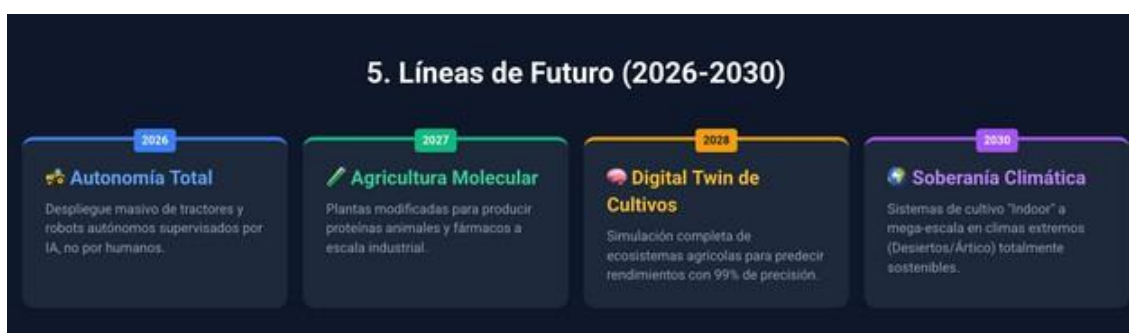 5. Líneas de Futuro (2026-2030)
2026
Autonomía Total
Despliegue masivo de tractores y
robots autónomos supervisados por
IA, no por humanos.
2027
Agricultura Molecular
Plantas modificadas para producir
proteínas animales y fármacos a
escala industrial.
2028
Digital Twin de
Cultivos
Simulación completa de
ecosistemas agrícolas para predecir
rendimientos con 99% de precisión.
2030
Soberanía Climática
Sistemas de cultivo "Indoor" a
mega-escala en climas extremos
(Desiertos/Ártico) totalmente
sostenibles.